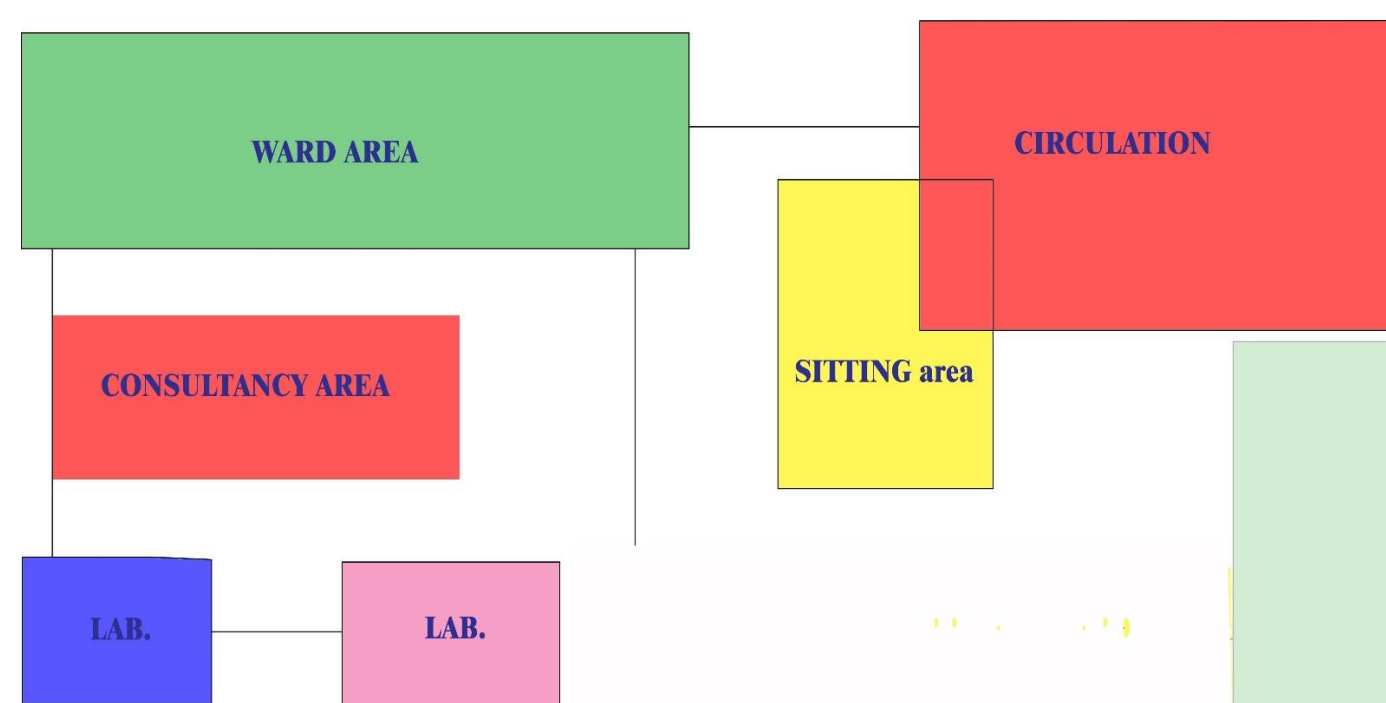 WARD AREA
CIRCULATION
SITTING area
CONSULTANCY AREA
LAB.
LAB.